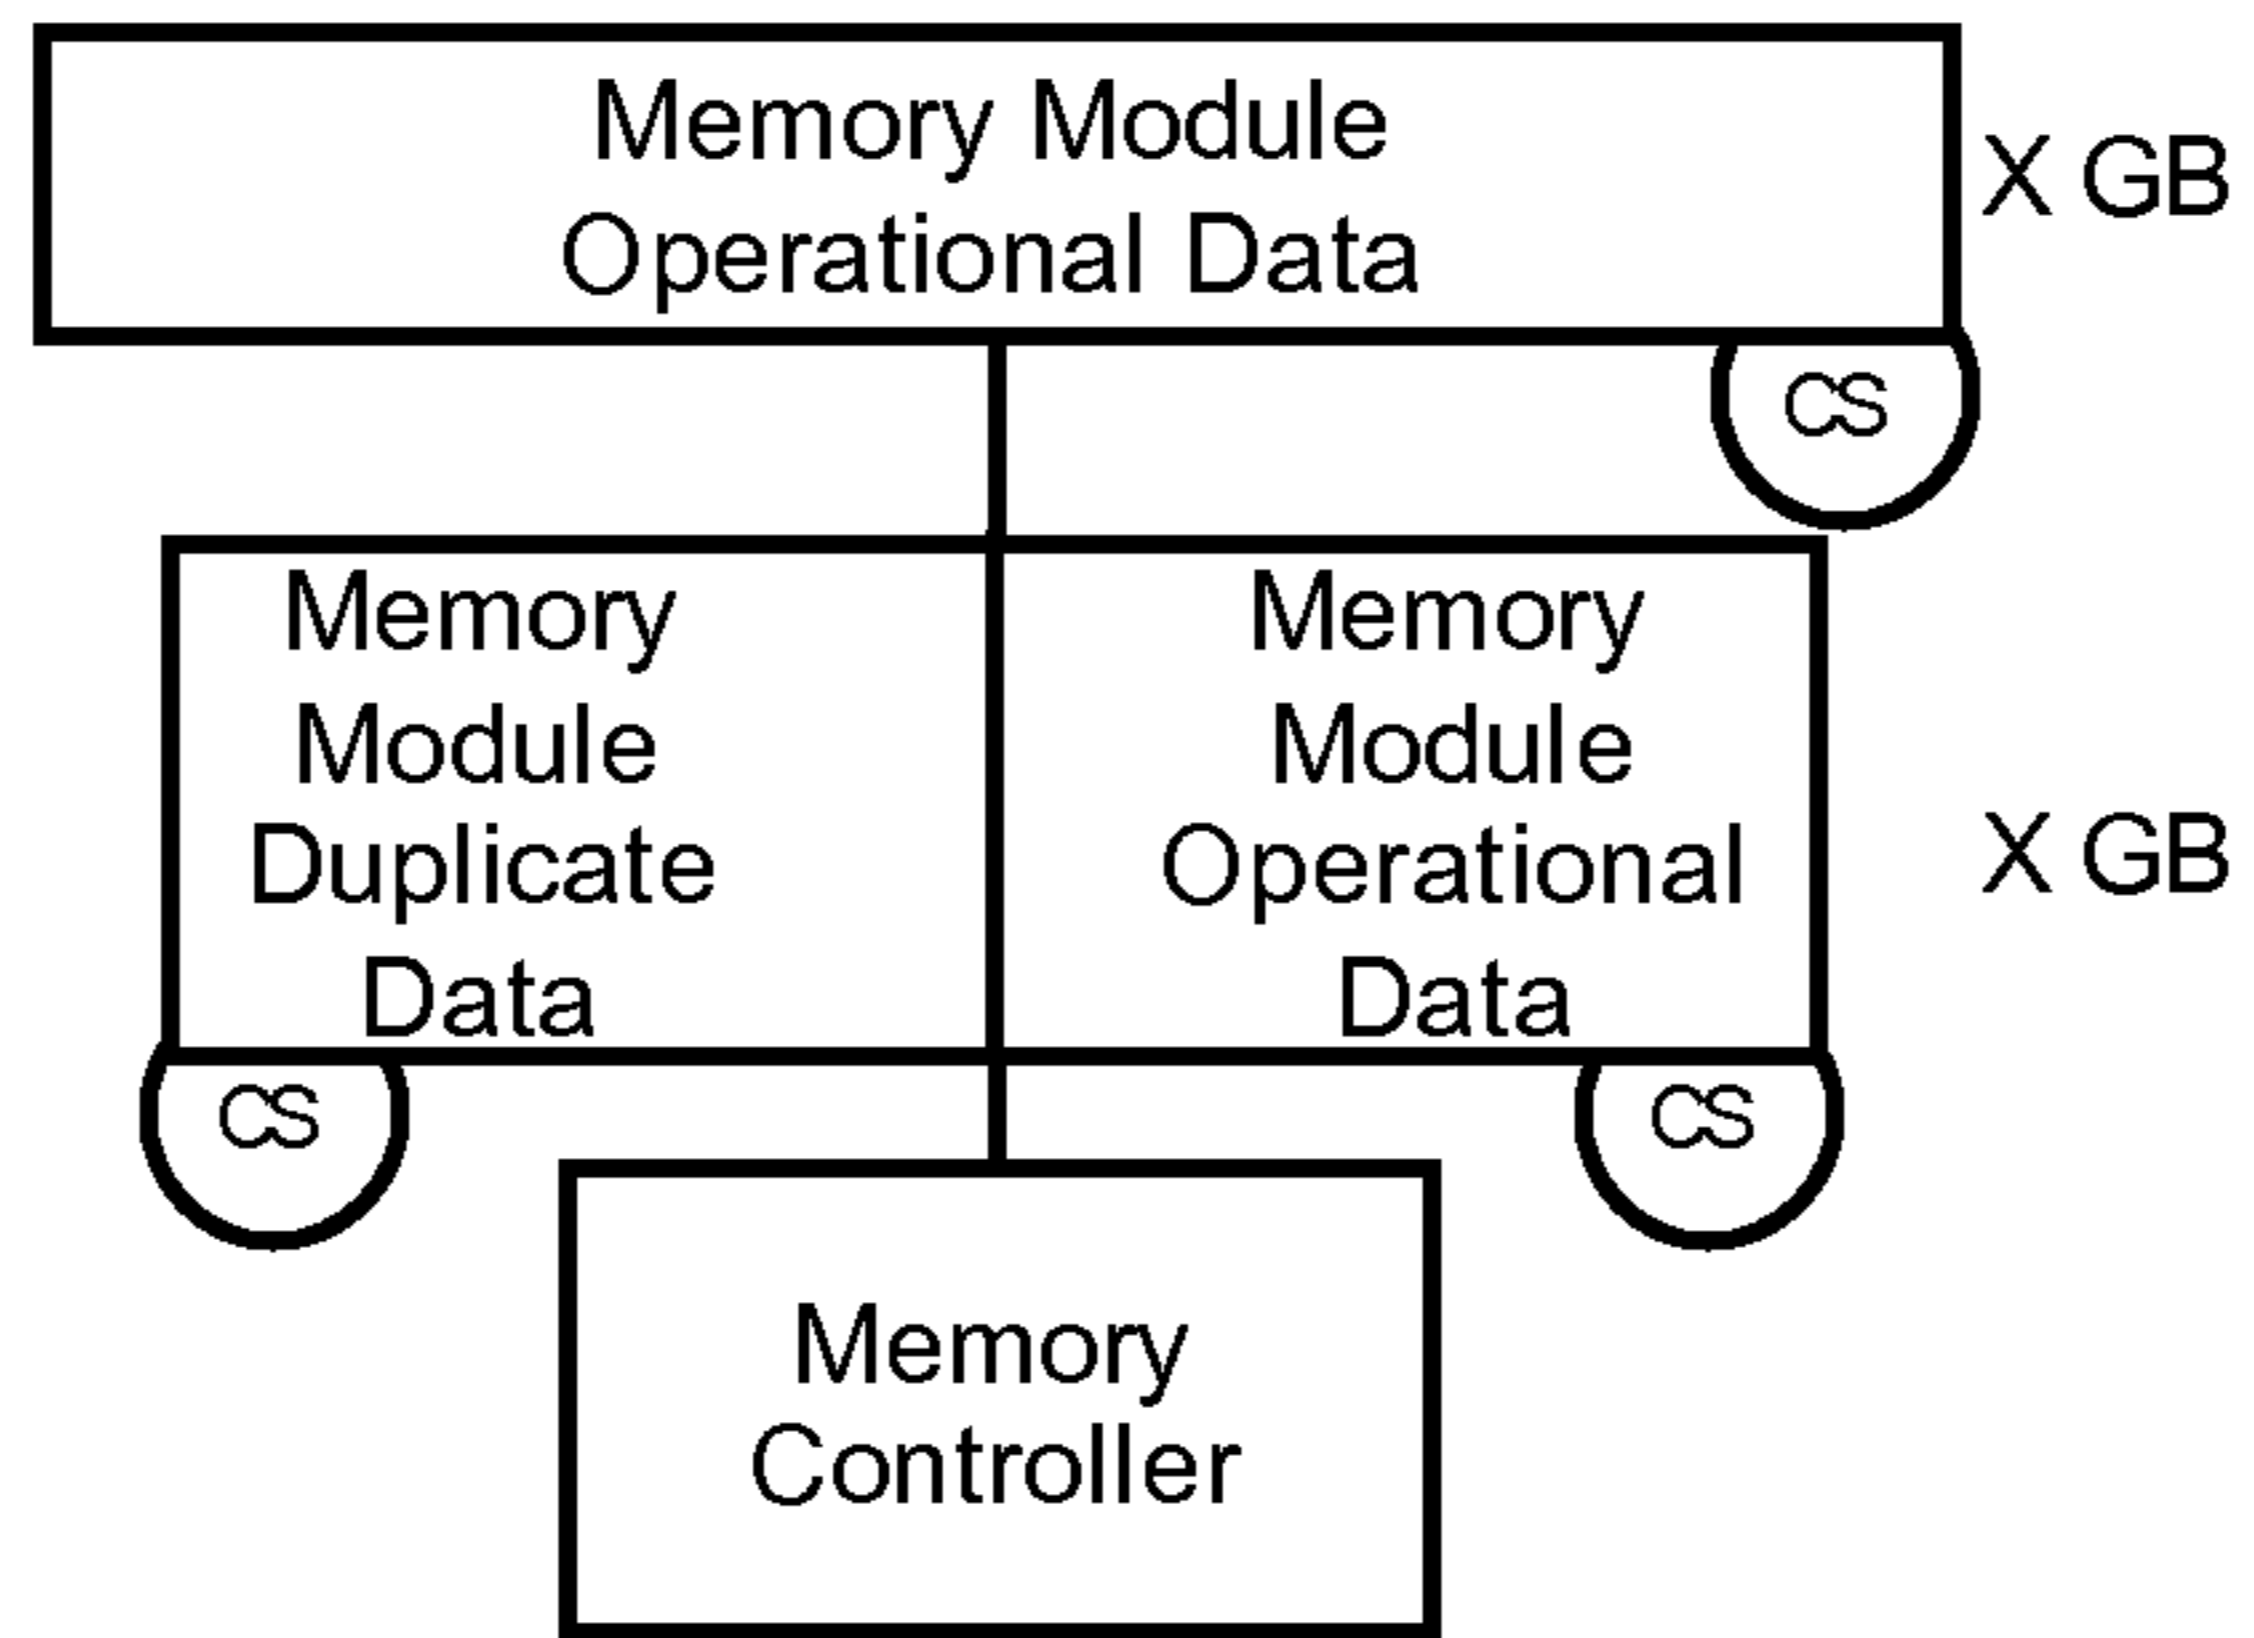 Memory Module
Operational Data
X GB
CS
Memory
Module
Duplicate
Data
Memory
Module
Operational
Data
X GB
CS
CS
Memory
Controller